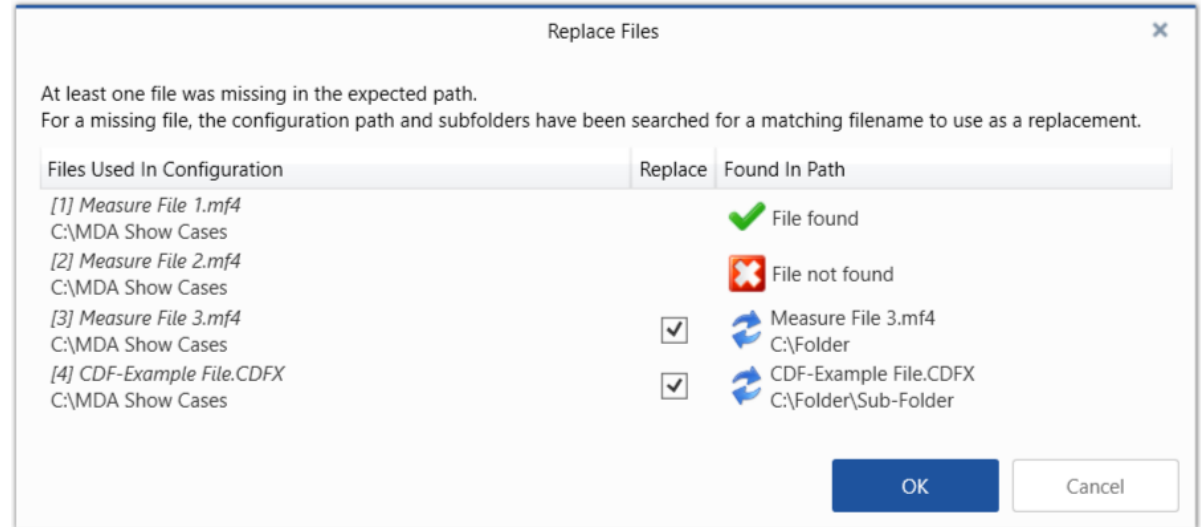 Replace Files
At least one file was missing in the expected path.
For a missing file, the configuration path and subfolders have been searched for a matching filename to use as a replacement.
Files Used In Configuration Replace Found In Path
[1] Measure File 1.mf4
C:\MDA Show Cases
File found
[2] Measure File 2.mf4
C:\MDA Show Cases
File not found
[3] Measure File 3.mf4
C:\MDA Show Cases
Measure File 3.mf4
C:\Folder
[4] CDF-Example File.CDFX
C:\MDA Show Cases
CDF-Example File.CDFX
C:\Folder\Sub-Folder
OK Cancel